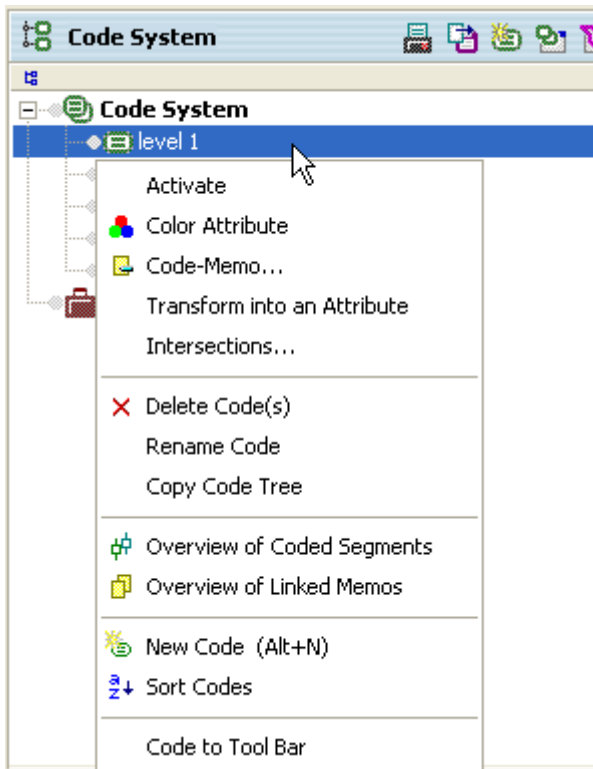 Code System
Code System
level 1
Activate
Color Attribute
Code-Memo...
Transform into an Attribute
Intersections...
Delete Code(s)
Rename Code
Copy Code Tree
Overview of Coded Segments
Overview of Linked Memos
New Code (Alt+N)
Sort Codes
Code to Tool Bar